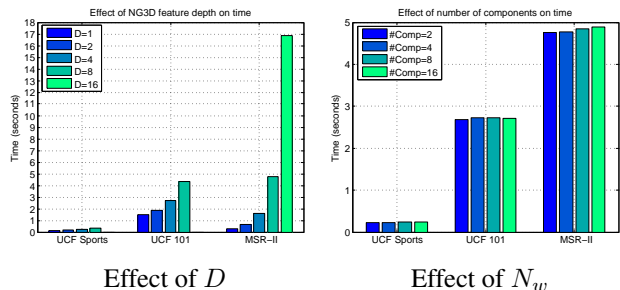 Effect of NG3D feature depth on time
18
17
16
15
14
13
12
11
10
9
8
7
6
5
4
3
2
1
0
Time (seconds)
D=1
D=2
D=4
D=8
D=16
UCF Sports UCF 101 MSR-II
Effect of D
Effect of number of components on time
5
4
3
2
1
0
Time (seconds)
#Comp=2
#Comp=4
#Comp=8
#Comp=16
UCF Sports UCF 101 MSR-II
Effect of N_w